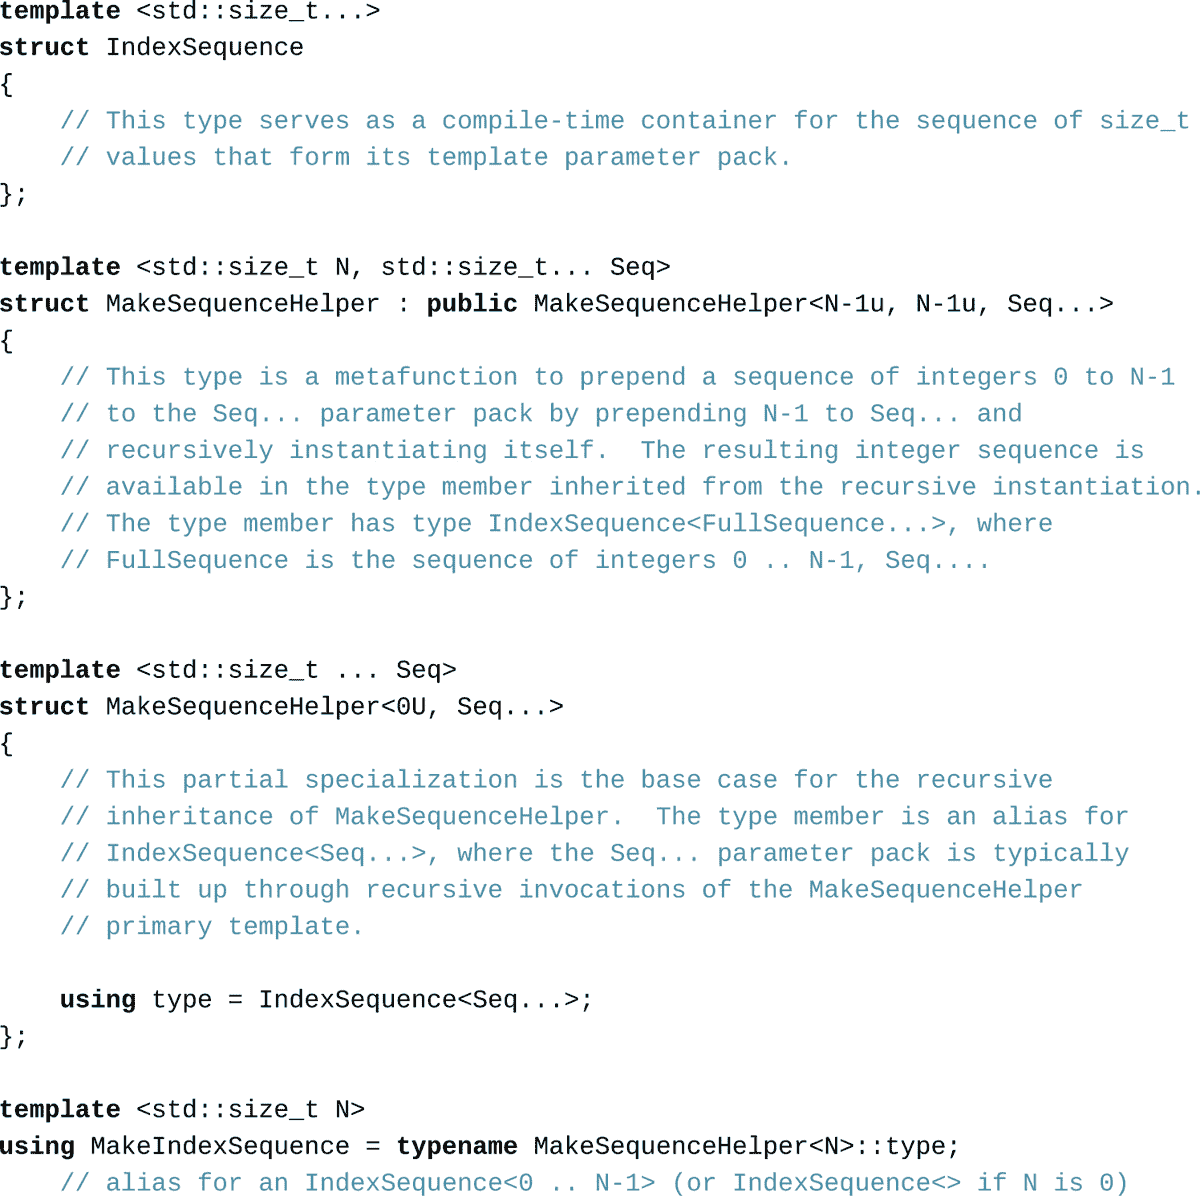 template <std::size_t...>
struct IndexSequence
{
    // This type serves as a compile-time container for the sequence of size_t
    // values that form its template parameter pack.
};

template <std::size_t N, std::size_t... Seq>
struct MakeSequenceHelper : public MakeSequenceHelper<N-1u, N-1u, Seq...>
{
    // This type is a metafunction to prepend a sequence of integers 0 to N-1
    // to the Seq... parameter pack by prepending N-1 to Seq... and
    // recursively instantiating itself.  The resulting integer sequence is
    // available in the type member inherited from the recursive instantiation.
    // The type member has type IndexSequence<FullSequence...>, where
    // FullSequence is the sequence of integers 0 .. N-1, Seq....
};

template <std::size_t ... Seq>
struct MakeSequenceHelper<0U, Seq...>
{
    // This partial specialization is the base case for the recursive
    // inheritance of MakeSequenceHelper.  The type member is an alias for
    // IndexSequence<Seq...>, where the Seq... parameter pack is typically
    // built up through recursive invocations of the MakeSequenceHelper
    // primary template.

    using type = IndexSequence<Seq...>;
};

template <std::size_t N>
using MakeIndexSequence = typename MakeSequenceHelper<N>::type;
    // alias for an IndexSequence<0 .. N-1> (or IndexSequence<> if N is 0)